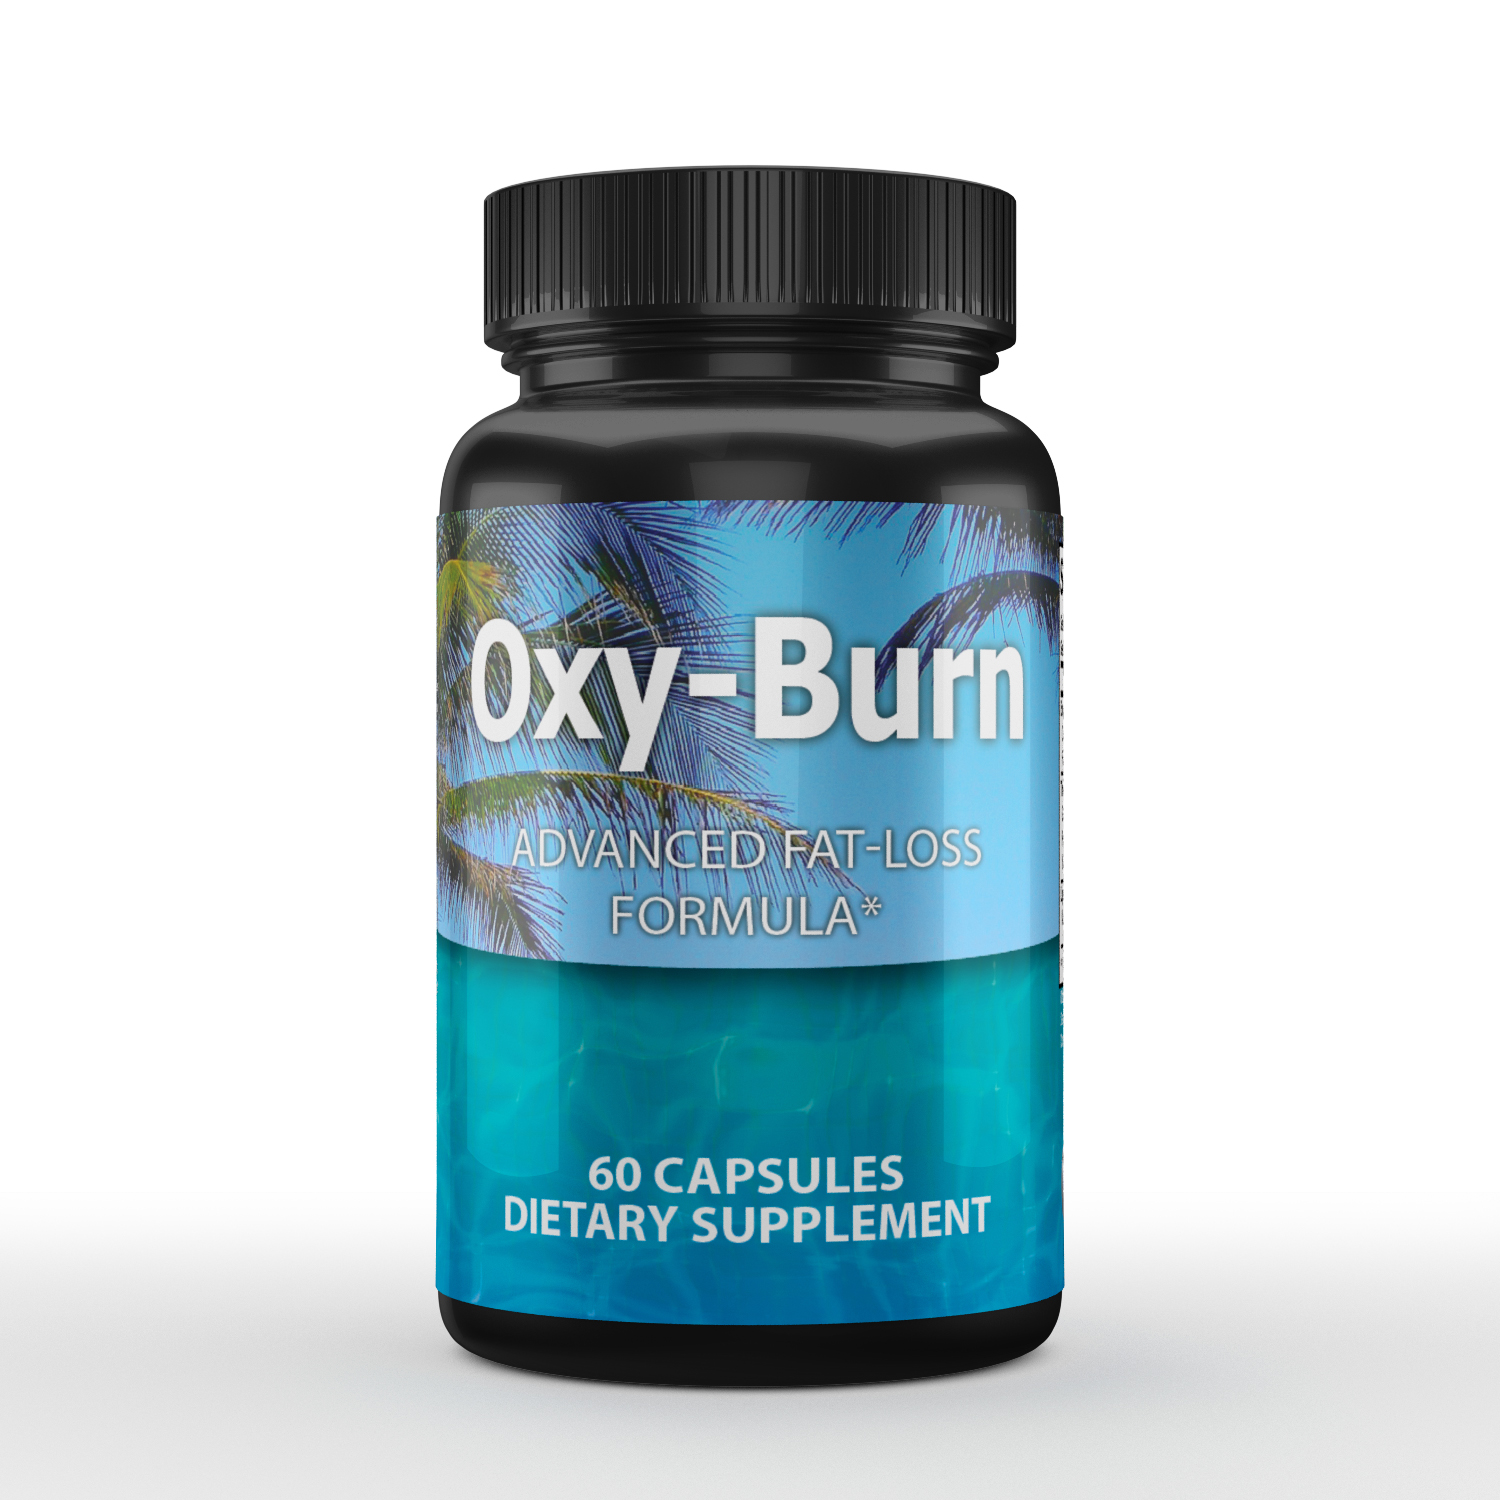 Oxy-Burn
ADVANCED FAT-LOSS
FORMULA*
60 CAPSULES
DIETARY SUPPLEMENT